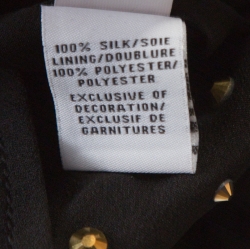 100% SILK/SOIE
LINING/DOUBLURE
100% POLYESTER/
POLYESTER
EXCLUSIVE OF
DECORATION/
EXCLUSIF DE
GARNITURES